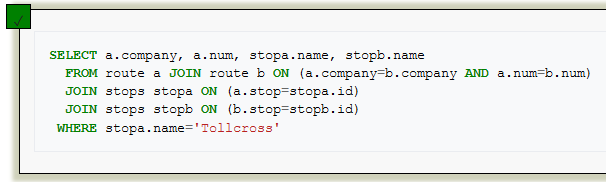 SELECT a.company, a.num, stopa.name, stopb.name
FROM route a JOIN route b ON (a.company=b.company AND a.num=b.num)
JOIN stops stopa ON (a.stop=stopa.id)
JOIN stops stopb ON (b.stop=stopb.id)
WHERE stopa.name='Tollcross'